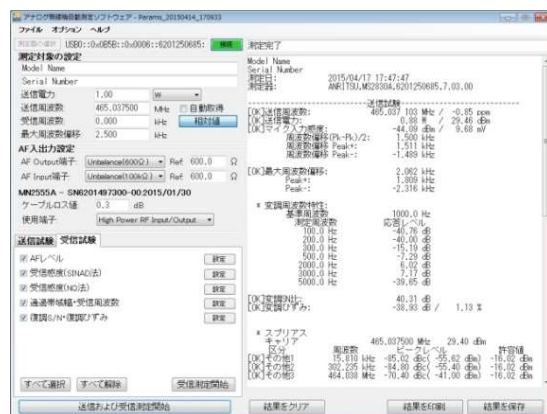 アナログ無線機自動測定ソフトウェア - Params_20150414_170933
ファイル オプション ヘルプ
測定器の選択 USB0::0x0B5B::0x0006::6201250685: 接続
測定対象の設定
Model Name
Serial Number
送信電力 1.00 W
送信周波数 465.037500 MHz 自動取得
受信周波数 0.000 kHz 相対値
最大周波数偏移 2.500 kHz
AF入出力設定
AF Output端子 Unbalance(600Ω) Ref. 600.0 Ω
AF Input端子 Unbalance(100kΩ) Ref. 600.0 Ω
MN2555A - SN6201497300-00:2015/01/30
ケーブルロス値 0.3 dB
使用端子 High Power RF Input/Output
送信試験 受信試験
AFレベル 設定
受信感度(SINAD法) 設定
受信感度(NQ法) 設定
通過帯域幅・受信周波数 設定
復調S/N・復調ひずみ 設定
すべて選択 すべて解除 受信測定開始
送信および受信測定開始
測定完了
Model Name
Serial Number
測定日: 2015/04/17 17:47:47
測定器: ANRITSU,MS2830A,6201250685,7.03.00
送信試験
[OK]送信周波数: 465.037 103 MHz / -0.85 ppm
[OK]送信電力: 0.88 W / 29.46 dBm
[OK]マイク入力感度: -44.09 dBm / 9.68 mV
周波数偏移(Pk-Pk)/2: 1.500 kHz
周波数偏移 Peak+: 1.511 kHz
周波数偏移 Peak-: -1.489 kHz
[OK]最大周波数偏移: 2.062 kHz
Peak+: 1.809 kHz
Peak-: -2.316 kHz
* 変調周波数特性:
基準周波数 1000.0 Hz
測定周波数 応答レベル
100.0 Hz -40.76 dB
200.0 Hz -40.00 dB
300.0 Hz -15.19 dB
500.0 Hz -7.29 dB
2000.0 Hz 6.02 dB
3000.0 Hz 7.17 dB
5000.0 Hz -39.65 dB
[OK]変調SN比: 40.31 dB
[OK]変調ひずみ: -38.93 dB / 1.13 %
* スプリアス
キャリア 465.037500 MHz 29.40 dBm
区分 周波数 ピークレベル 許容値
[OK]その他1 15.810 kHz -85.02 dBc( -55.62 dBm) -16.02 dBm
[OK]その他2 302.235 MHz -84.80 dBc( -55.40 dBm) -16.02 dBm
[OK]その他3 464.038 MHz -70.40 dBc( -41.00 dBm) -16.02 dBm
結果をクリア 結果を印刷 結果を保存